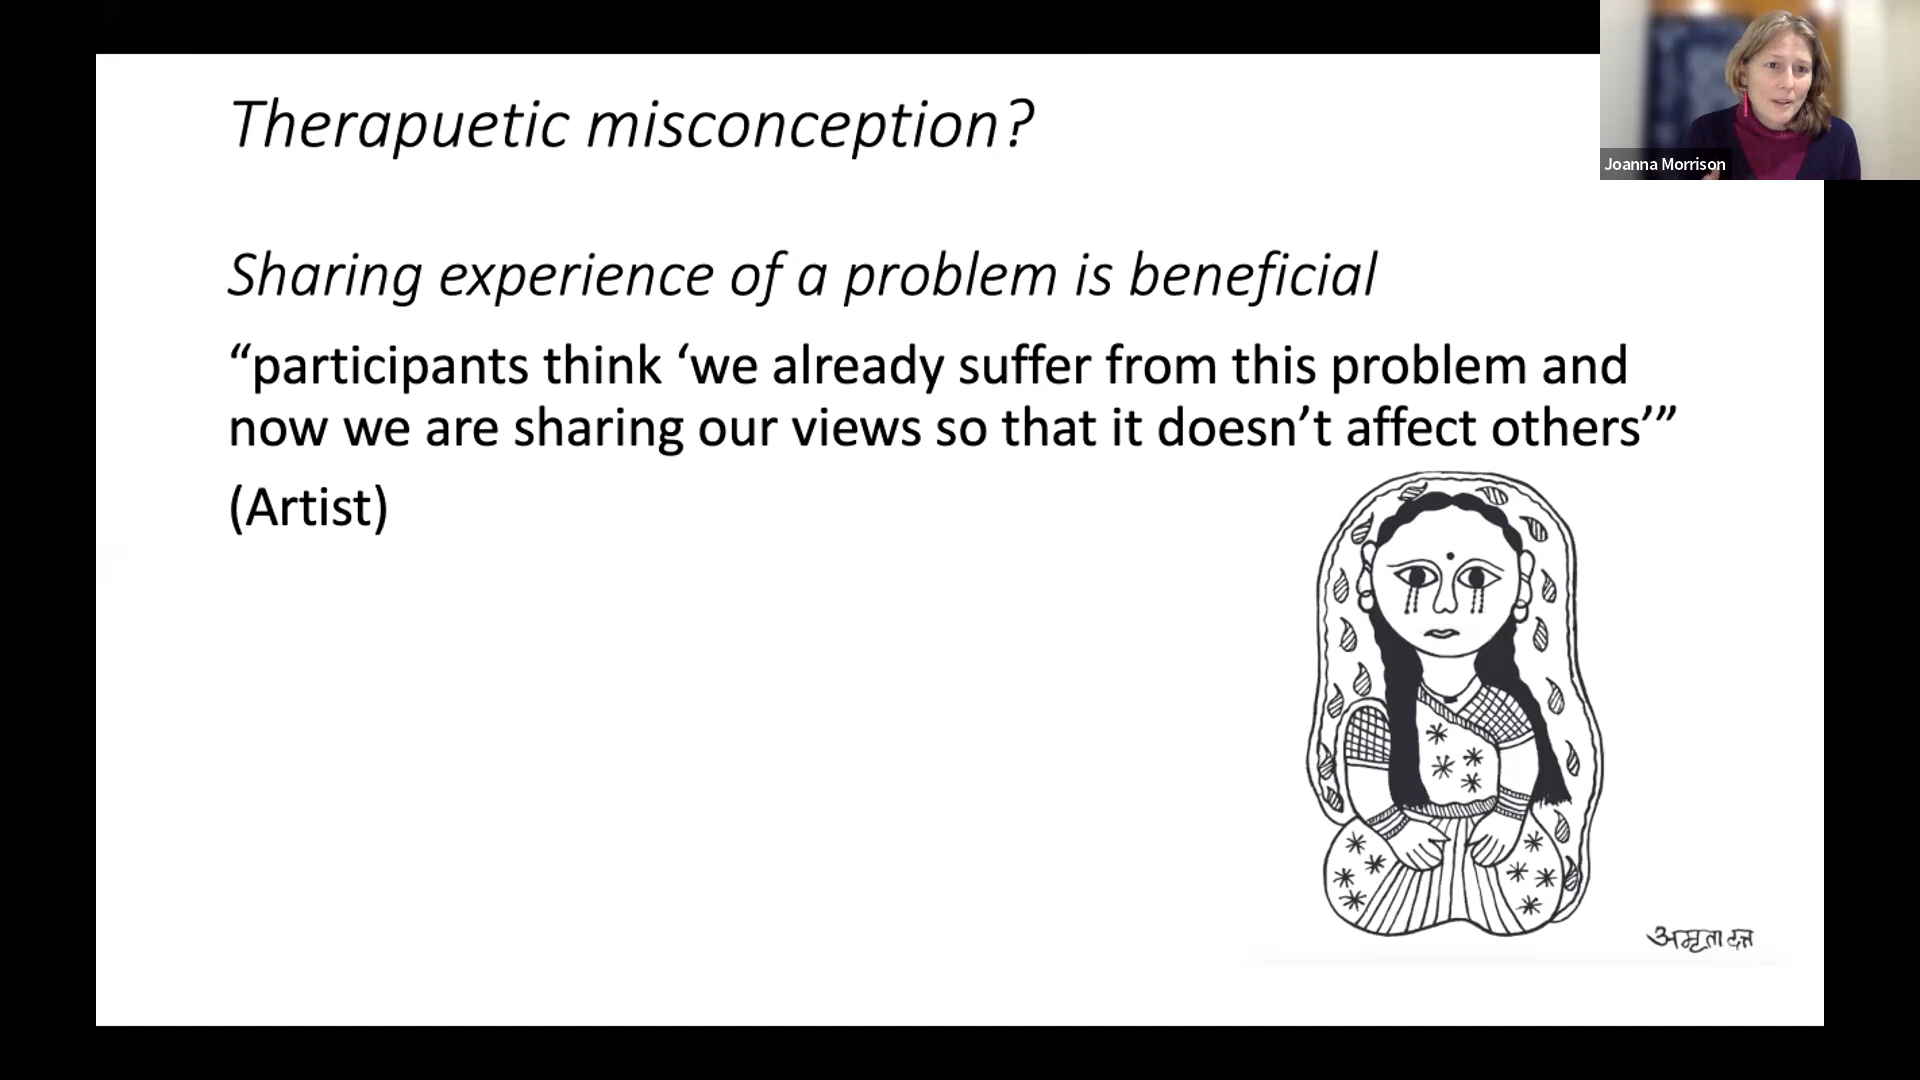 Therapuetic misconception?
Joanna Morrison
Sharing experience of a problem is beneficial
“participants think ‘we already suffer from this problem and
now we are sharing our views so that it doesn’t affect others’”
(Artist)
अमृता दत्त